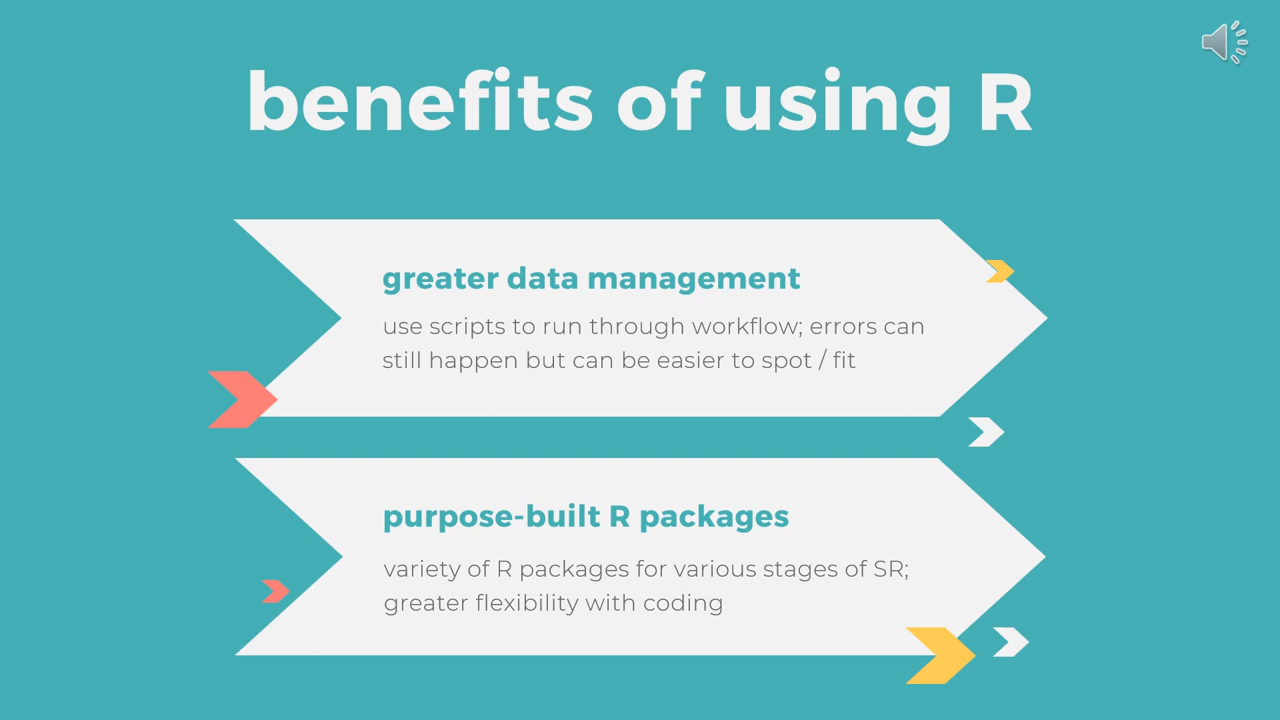 benefits of using R
greater data management
use scripts to run through workflow; errors can
still happen but can be easier to spot / fit
purpose-built R packages
variety of R packages for various stages of SR;
greater flexibility with coding